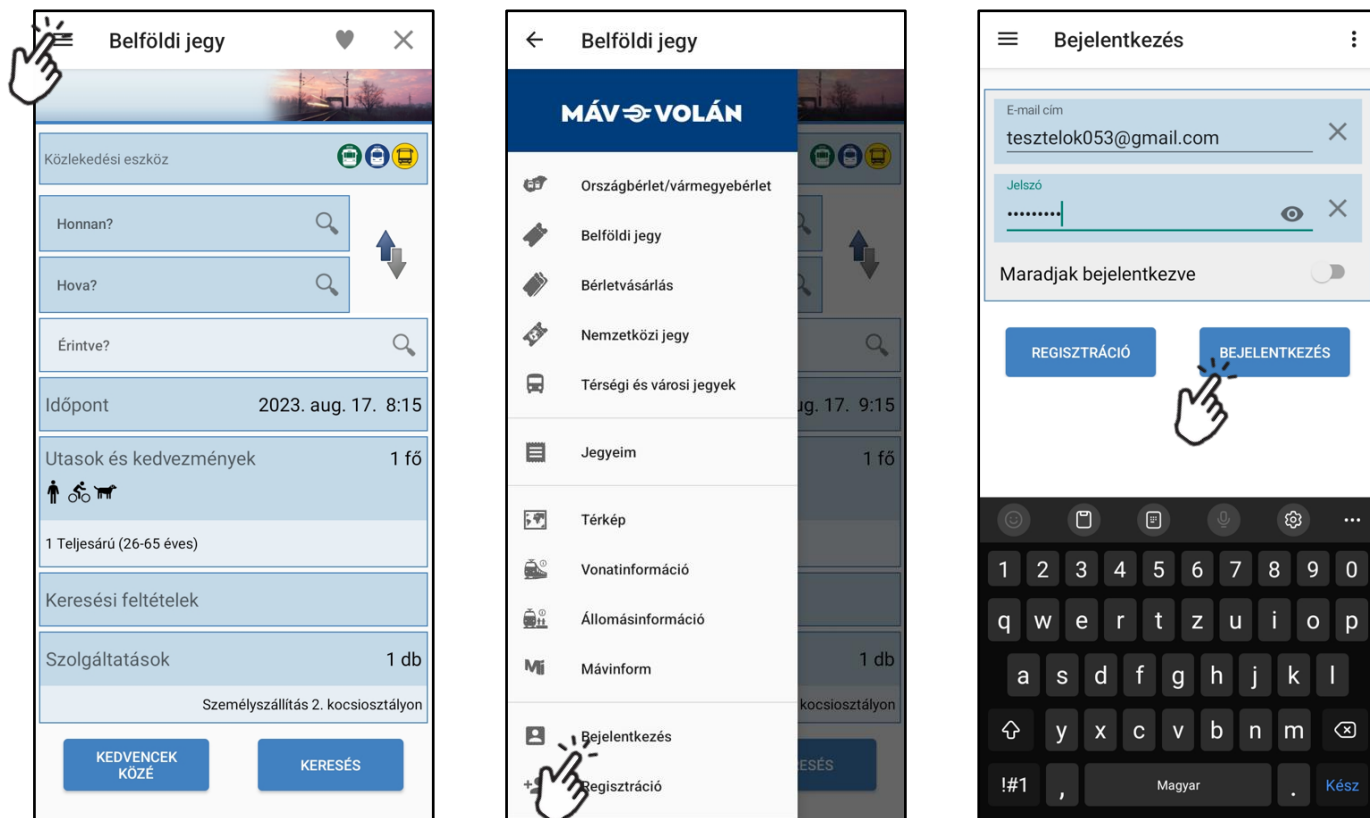 Belföldi jegy
Közlekedési eszköz
Honnan?
Hova?
Érintve?
Időpont 2023. aug. 17. 8:15
Utasok és kedvezmények 1 fő
1 Teljesárú (26-65 éves)
Keresési feltételek
Szolgáltatások 1 db
Személyszállítás 2. kocsiosztályon
KEDVENCEK
KÖZÉ
KERESÉS
Belföldi jegy
MÁV VOLÁN
Országbérlet/vármegyebérlet
Belföldi jegy
Bérletvásárlás
Nemzetközi jegy
Térségi és városi jegyek
Jegyeim
Térkép
Vonatinformáció
Állomásinformáció
Mávinform
Bejelentkezés
Regisztráció
ug. 17. 9:15
1 fő
1 db
kocsiosztályon
ESÉS
Bejelentkezés
E-mail cím
tesztelok053@gmail.com
Jelszó
•••••••••
Maradjak bejelentkezve
REGISZTRÁCIÓ
BEJELENTKEZÉS
1 2 3 4 5 6 7 8 9 0
q w e r t z u i o p
a s d f g h j k l
y x c v b n m
!#1 , Magyar . Kész